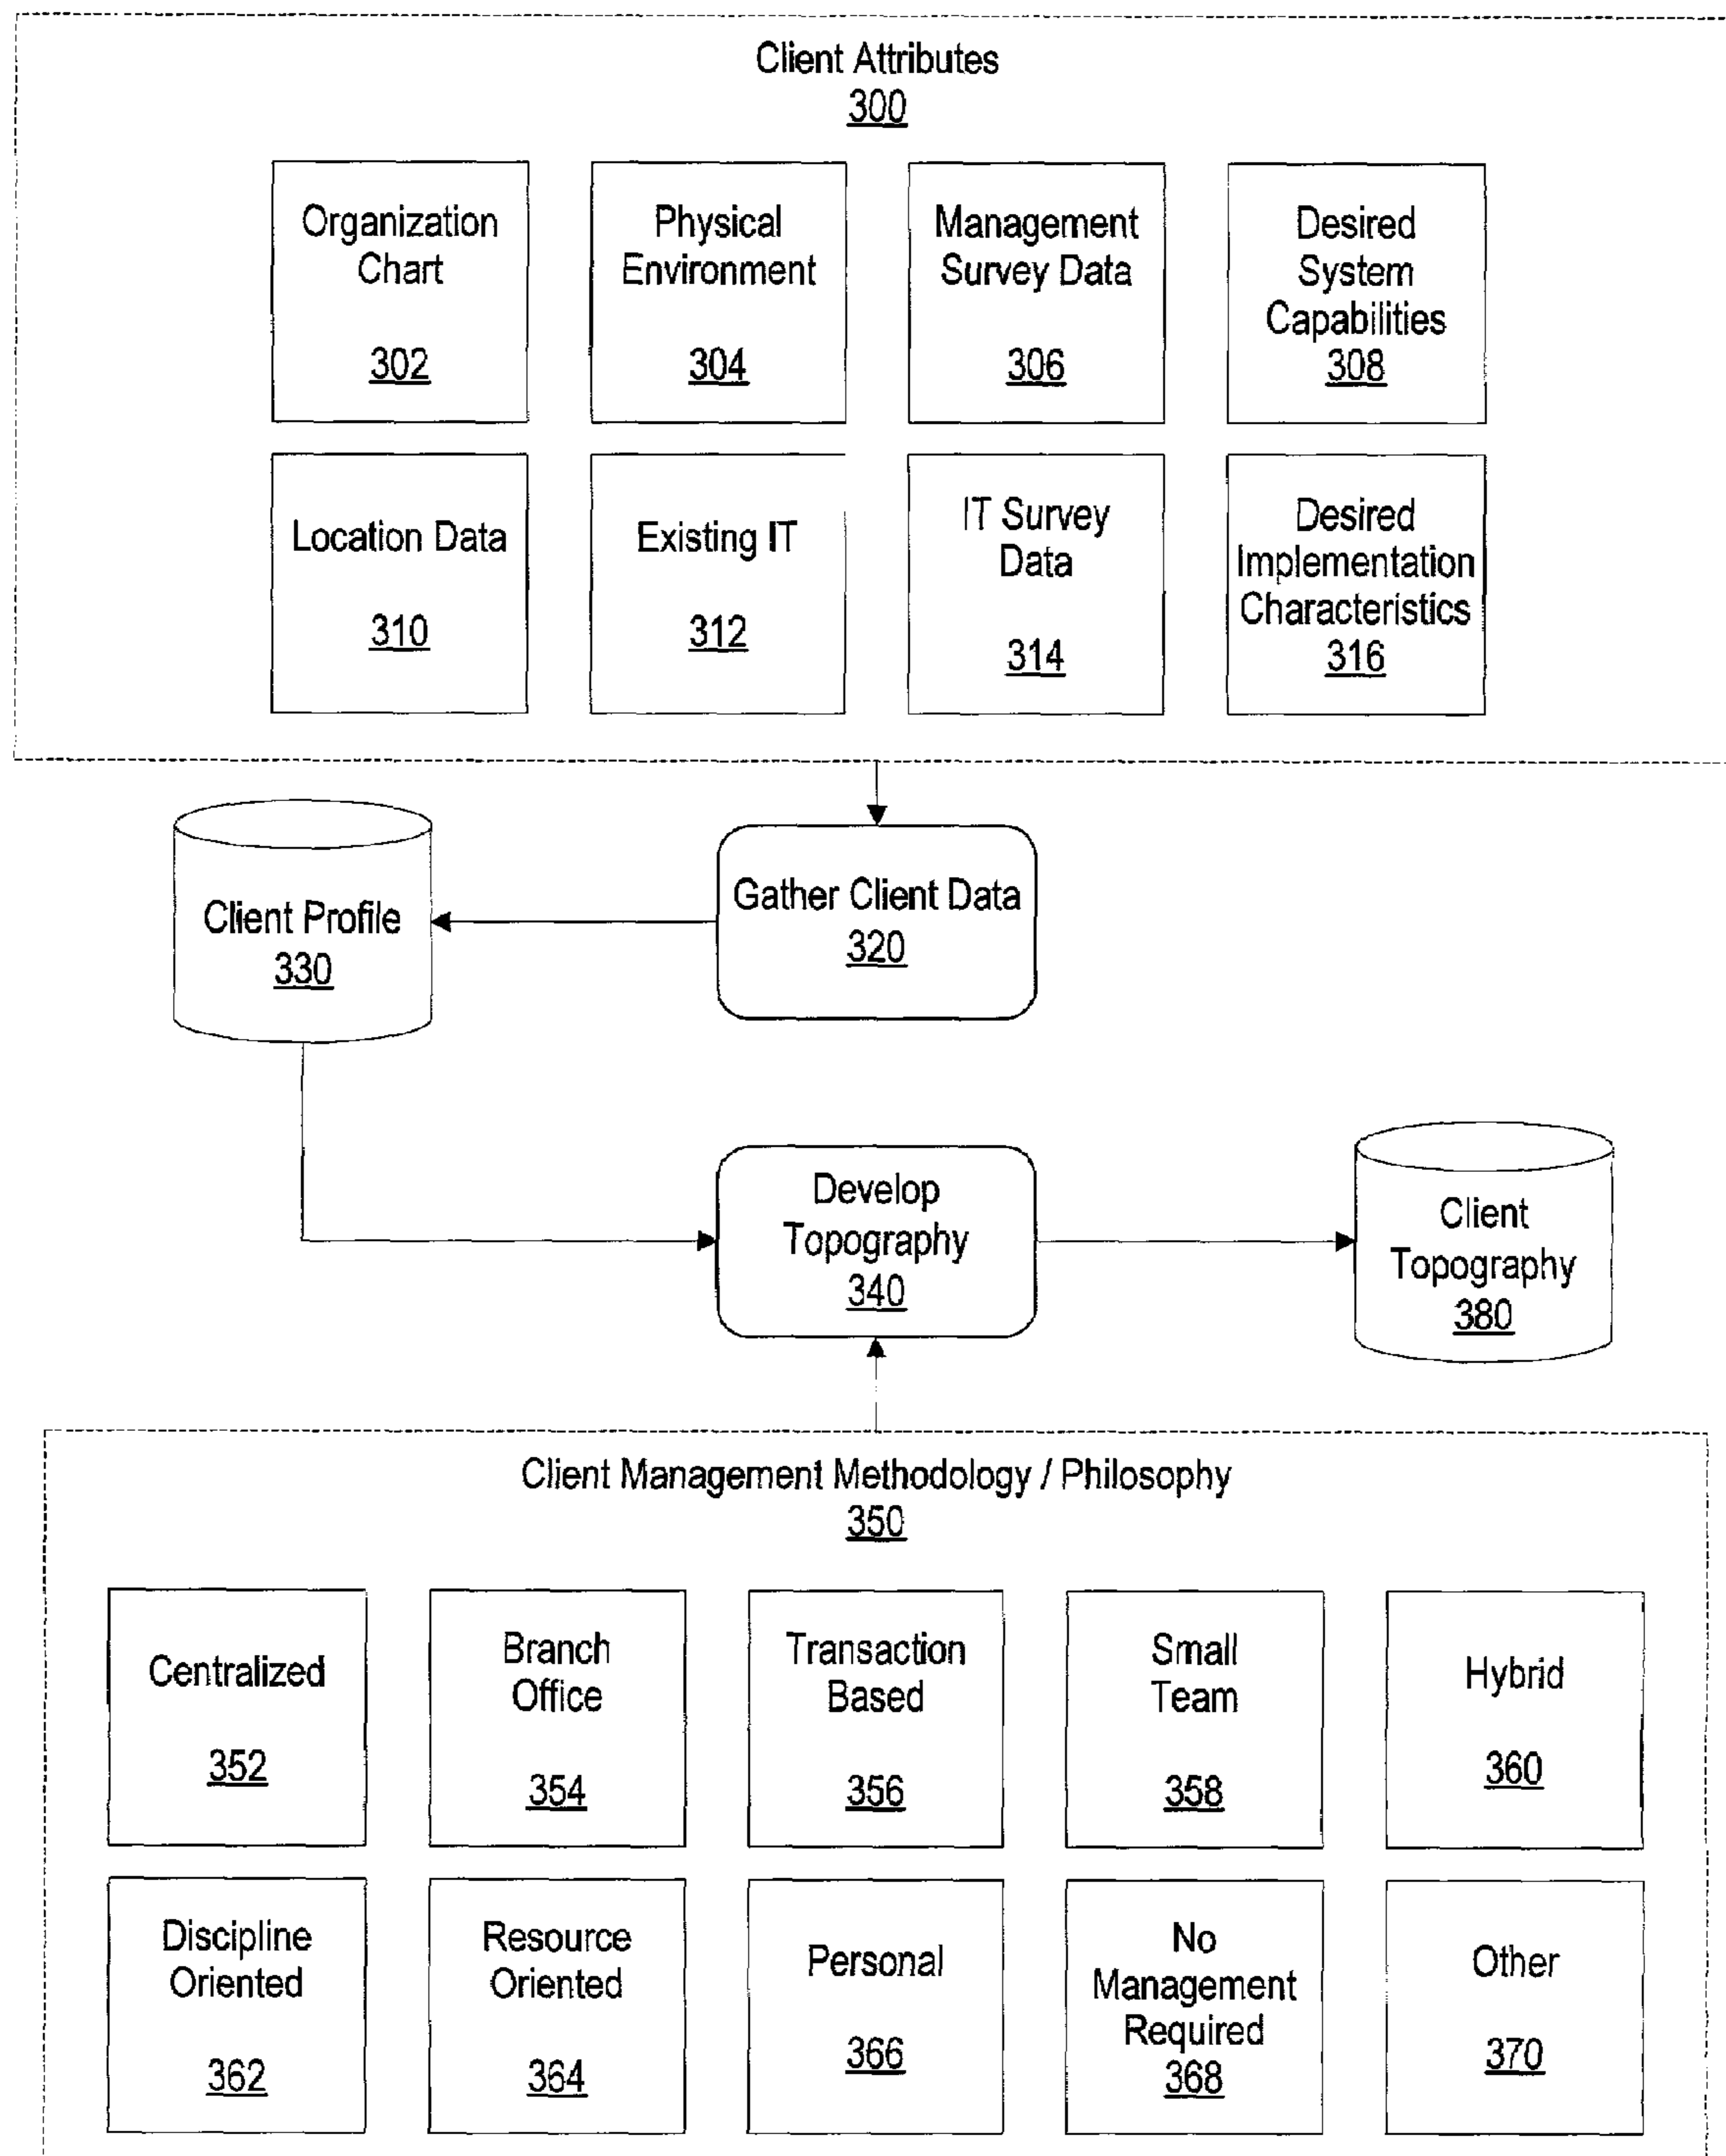 Client Attributes
300
Organization
Chart
302
Physical
Environment
304
Management
Survey Data
306
Desired
System
Capabilities
308
Location Data
310
Existing IT
312
IT Survey
Data
314
Desired
Implementation
Characteristics
316
Client Profile
330
Gather Client Data
320
Develop
Topography
340
Client
Topography
380
Client Management Methodology / Philosophy
350
Centralized
352
Branch
Office
354
Transaction
Based
356
Small
Team
358
Hybrid
360
Discipline
Oriented
362
Resource
Oriented
364
Personal
366
No
Management
Required
368
Other
370